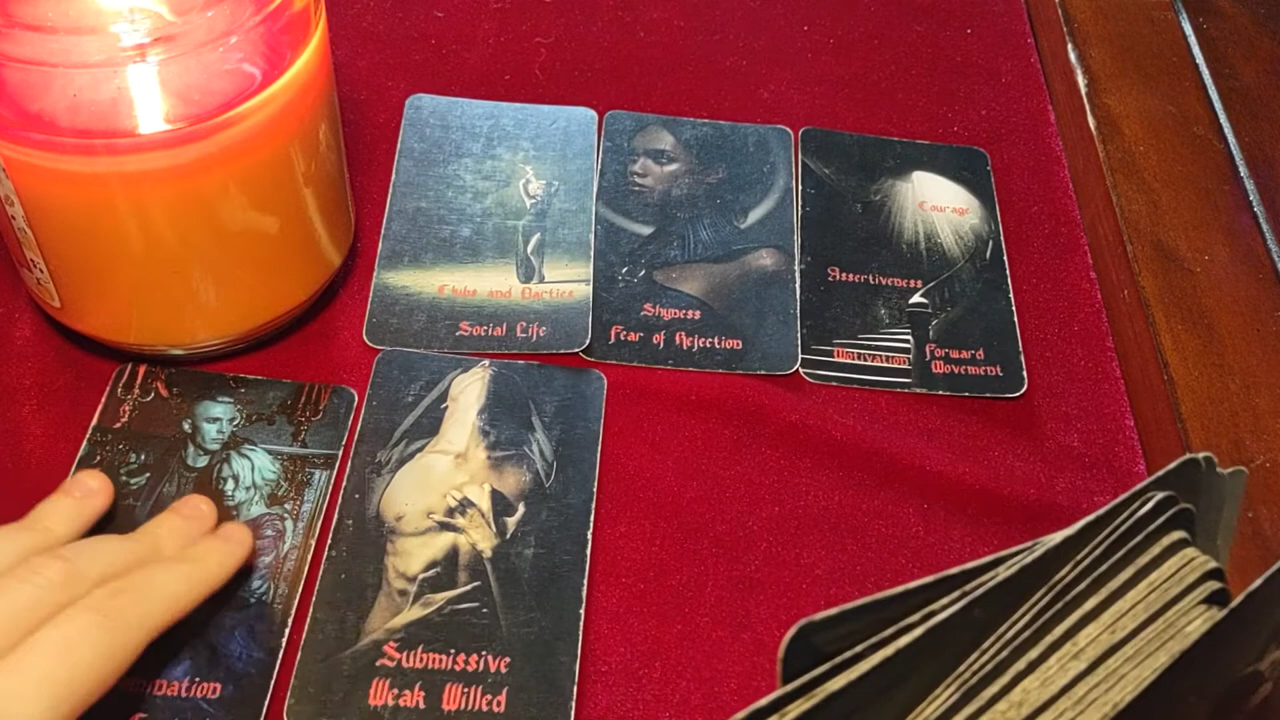 Clubs and Parties
Social Life
Shyness
Fear of Rejection
Courage
Assertiveness
Motivation
Forward
Movement
Submissive
Weak Willed